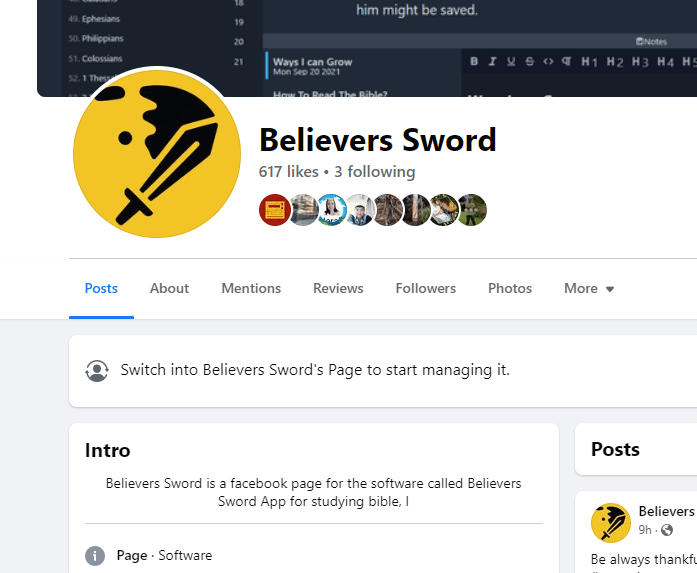 him might be saved.
49. Ephesians 19
50. Philippians 20
51. Colossians 21
52. 1
18
Notes
Ways I can Grow
Mon Sep 20 2021
B I U S <> ¶ H1 H2 H3 H4
How To Read The Bible?
Believers Sword
617 likes • 3 following
Posts About Mentions Reviews Followers Photos More
Switch into Believers Sword's Page to start managing it.
Intro
Believers Sword is a facebook page for the software called Believers
Sword App for studying bible, I
Page · Software
Posts
Believers
9h ·
Be always thankfu